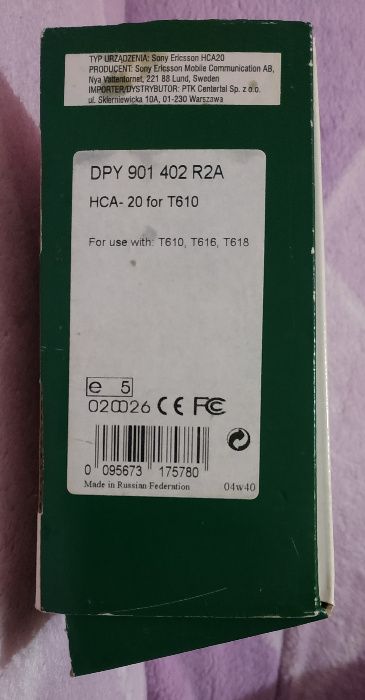 TYP URZĄDZENIA: Sony Ericsson HCA20
PRODUCENT: Sony Ericsson Mobile Communication AB,
Nya Vattentornet, 221 88 Lund, Sweden
IMPORTER/DYSTRYBUTOR: PTK Centertel Sp. z o.o.
ul. Skierniewicka 10A, 01-230 Warszawa
DPY 901 402 R2A
HCA- 20 for T610
For use with: T610, T616, T618
e 5
020026 CE FC
0 095673 175780
Made in Russian Federation 04w40